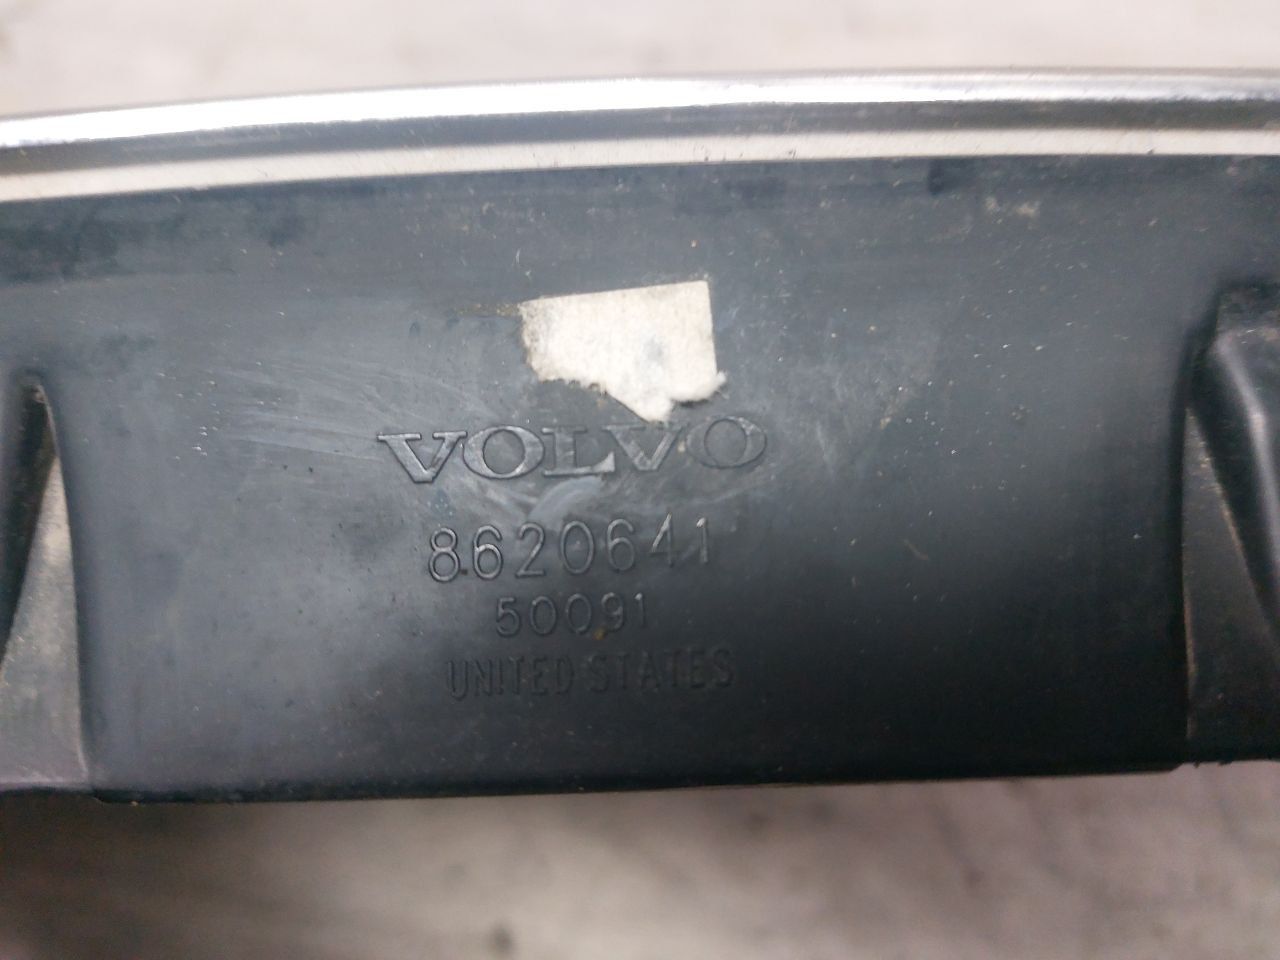 VOLVO
8620641
50091
UNITED STATES